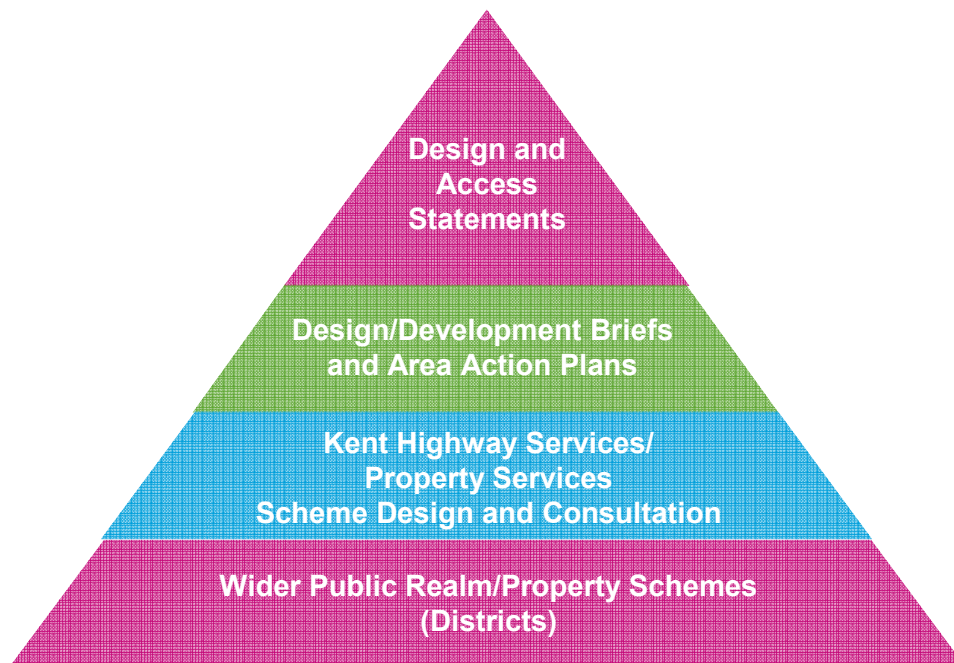 Design and
Access
Statements
Design/Development Briefs
and Area Action Plans
Kent Highway Services/
Property Services
Scheme Design and Consultation
Wider Public Realm/Property Schemes
(Districts)